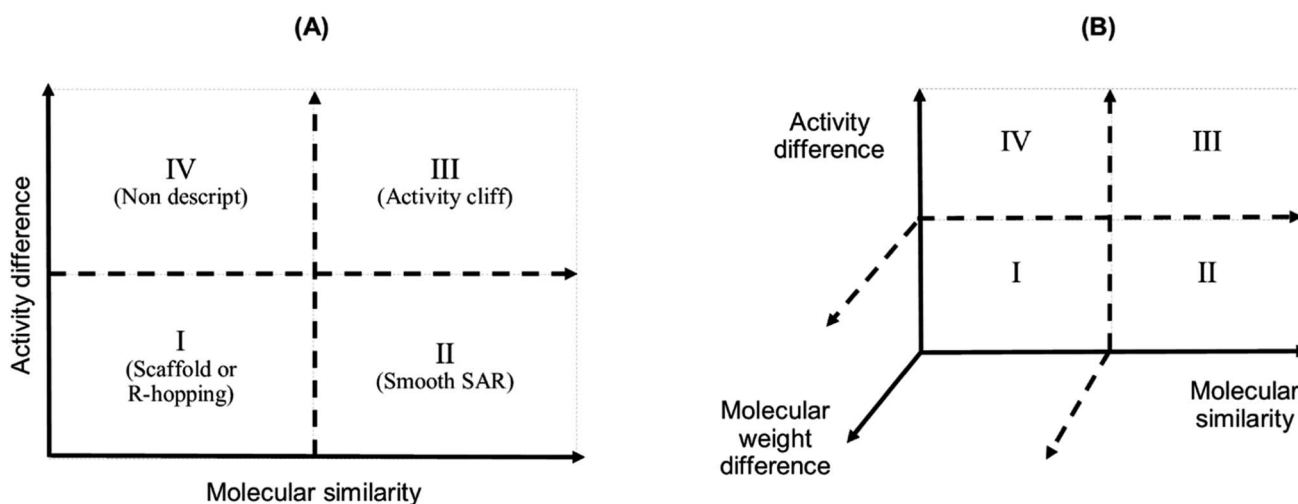 (A)
IV
(Non descript)
III
(Activity cliff)
I
(Scaffold or
R-hopping)
II
(Smooth SAR)
Activity difference
Molecular similarity
(B)
Activity
difference
IV
III
I
II
Molecular
weight
difference
Molecular
similarity